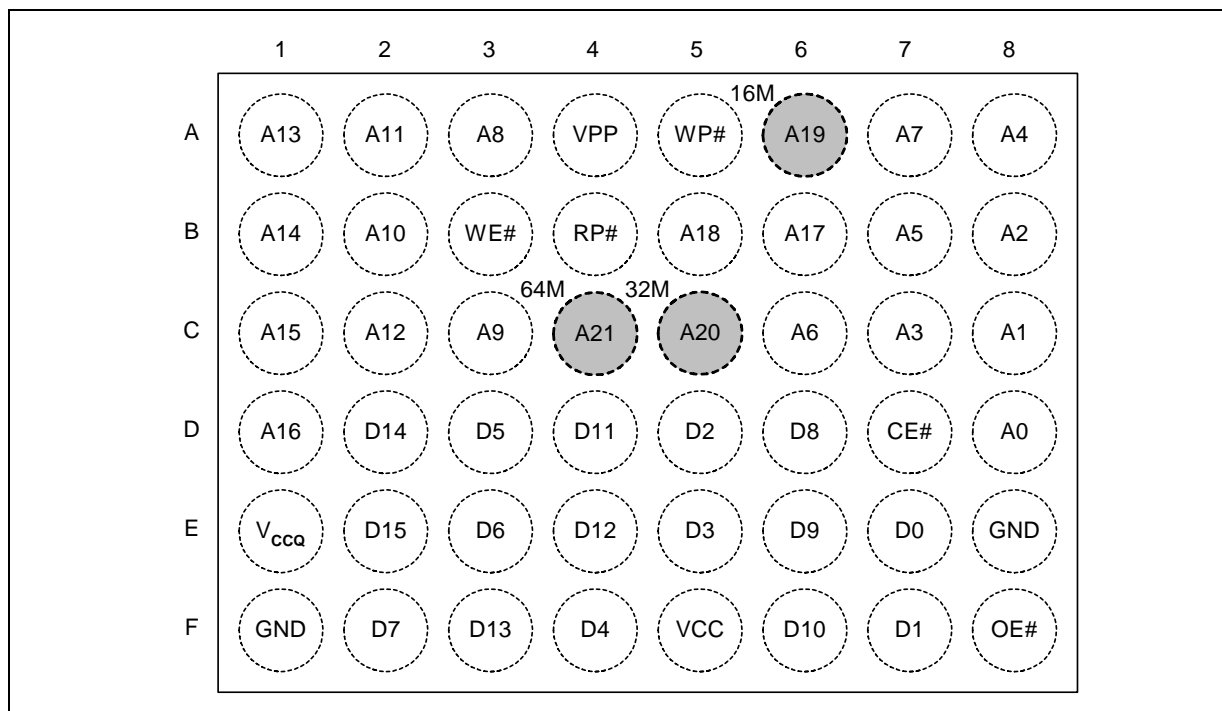 1 2 3 4 5 6 7 8
16M
A A13 A11 A8 VPP WP# A19 A7 A4
B A14 A10 WE# RP# A18 A17 A5 A2
64M 32M
C A15 A12 A9 A21 A20 A6 A3 A1
D A16 D14 D5 D11 D2 D8 CE# A0
E VCCQ D15 D6 D12 D3 D9 D0 GND
F GND D7 D13 D4 VCC D10 D1 OE#